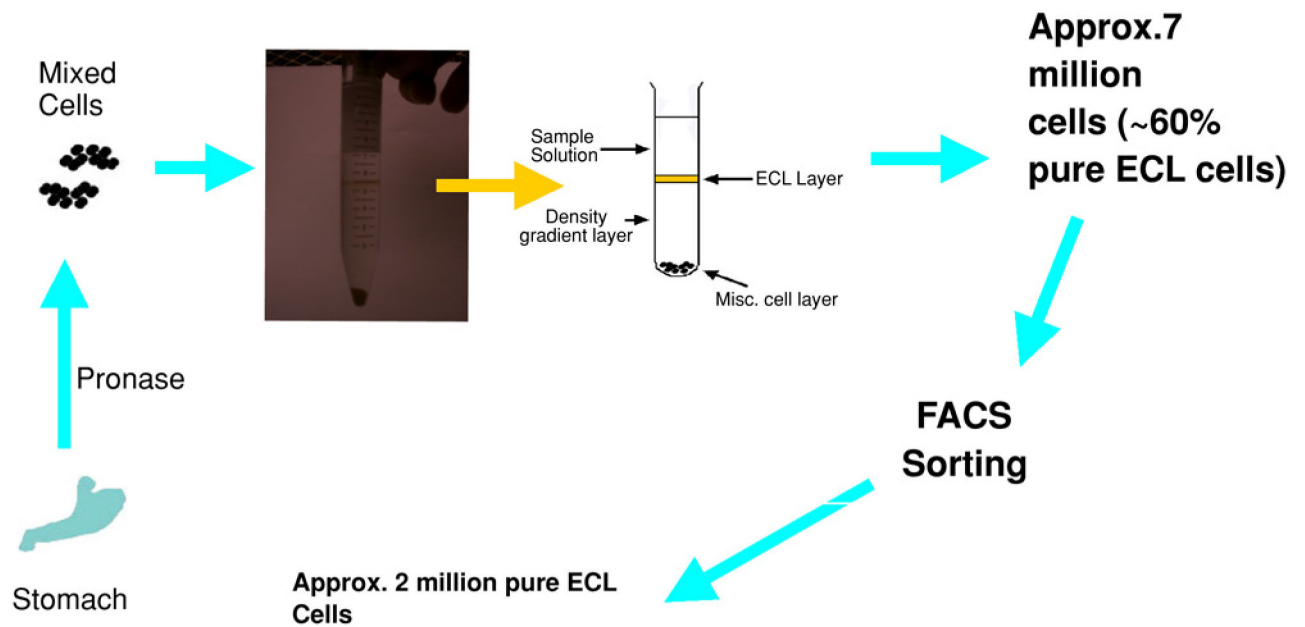 Mixed
Cells
Sample
Solution
ECL Layer
Density
gradient layer
Misc. cell layer
Approx.7
million
cells (~60%
pure ECL cells)
Pronase
FACS
Sorting
Stomach
Approx. 2 million pure ECL
Cells